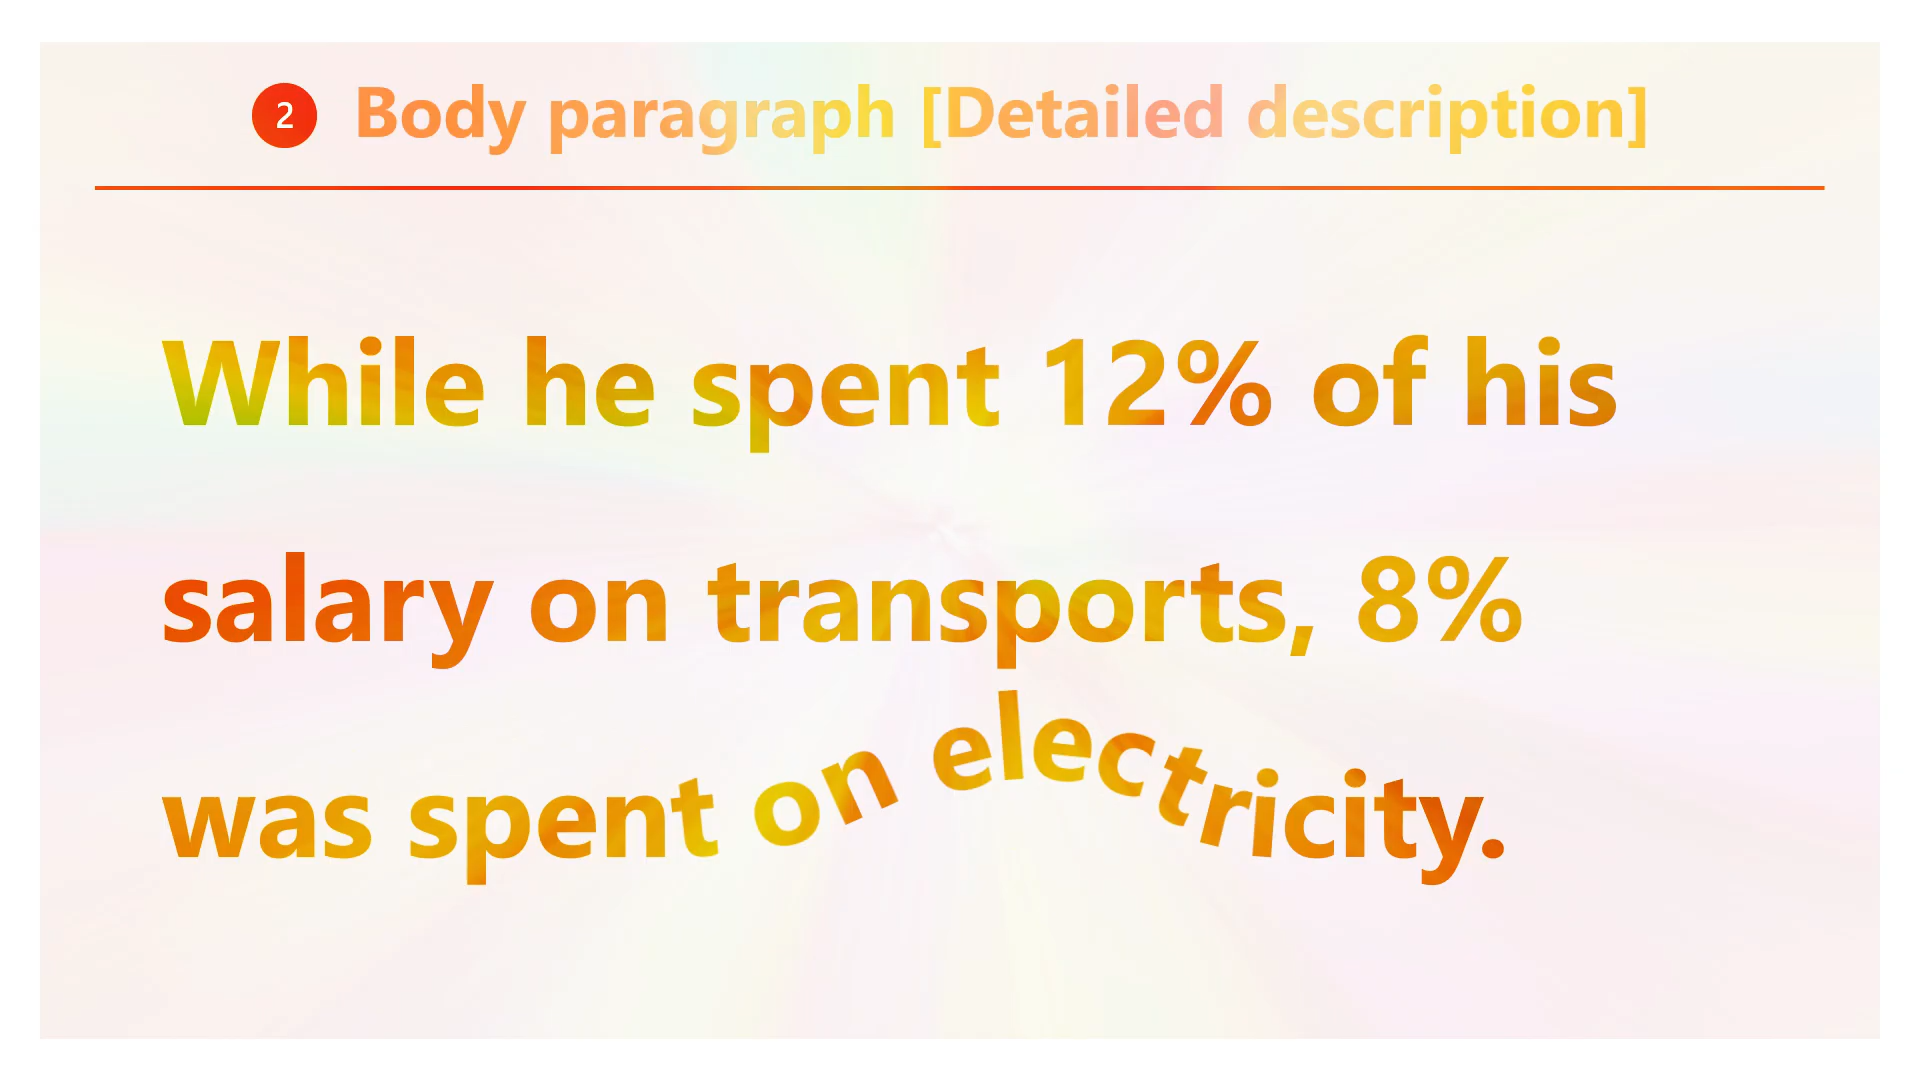 2 Body paragraph [Detailed description]
While he spent 12% of his
salary on transports, 8%
was spent on electricity.